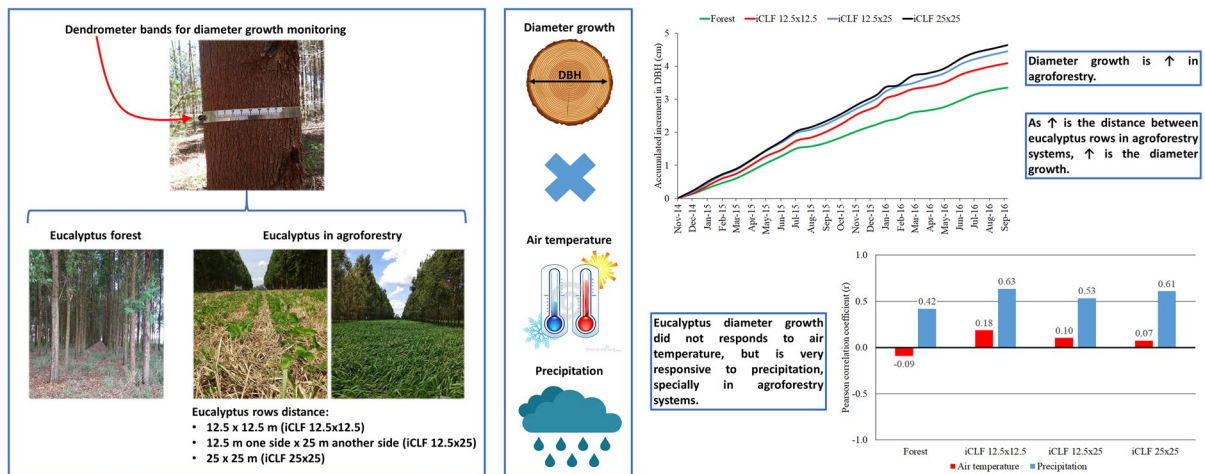 Dendrometer bands for diameter growth monitoring
Eucalyptus forest
Eucalyptus in agroforestry
Eucalyptus rows distance:
• 12.5 x 12.5 m (iCLF 12.5x12.5)
• 12.5 m one side x 25 m another side (iCLF 12.5x25)
• 25 x 25 m (iCLF 25x25)
Diameter growth
DBH
Air temperature
Precipitation
Forest iCLF 12.5x12.5 iCLF 12.5x25 iCLF 25x25
Accumulated increment in DBH (cm)
5
4
3
2
1
0
Nov-14
Dec-14
Jan-15
Feb-15
Mar-15
Apr-15
May-15
Jun-15
Jul-15
Aug-15
Sep-15
Oct-15
Nov-15
Dec-15
Jan-16
Feb-16
Mar-16
Apr-16
May-16
Jun-16
Jul-16
Aug-16
Sep-16
Diameter growth is ↑ in
agroforestry.
As ↑ is the distance between
eucalyptus rows in agroforestry
systems, ↑ is the diameter
growth.
Eucalyptus diameter growth
did not responds to air
temperature, but is very
responsive to precipitation,
specially in agroforestry
systems.
Pearson correlation coefficient (r)
1.0
0.5
0.0
-0.5
-1.0
-0.09
0.42
0.18
0.63
0.10
0.53
0.07
0.61
Forest iCLF 12.5x12.5 iCLF 12.5x25 iCLF 25x25
Air temperature Precipitation